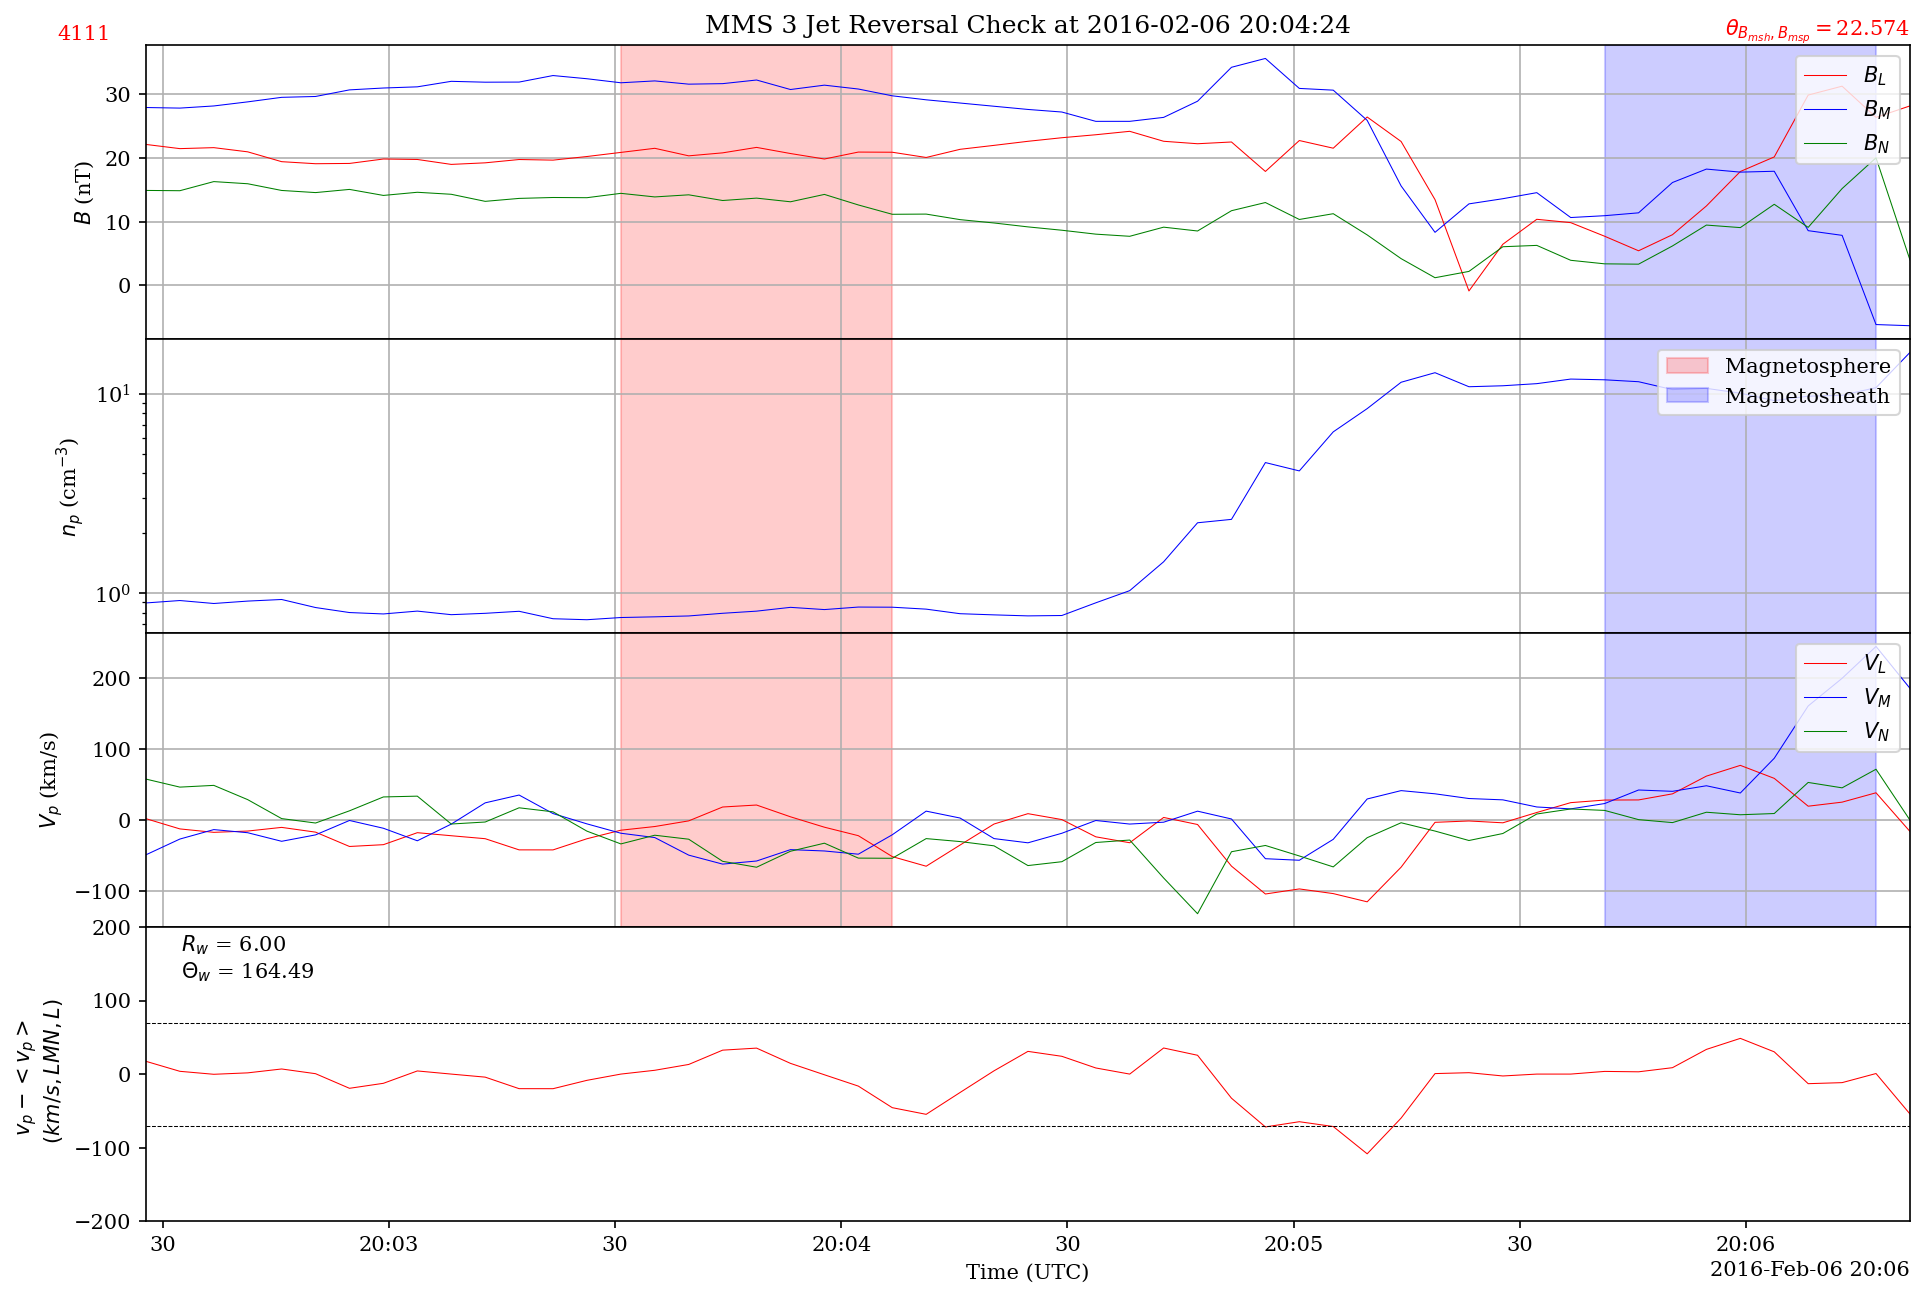 MMS 3 Jet Reversal Check at 2016-02-06 20:04:24
4111
θ_{B_{msh}, B_{msp}} = 22.574
30
20
10
0
B (nT)
B_L
B_M
B_N
10^1
10^0
n_p (cm^{−3})
Magnetosphere
Magnetosheath
200
100
0
−100
V_p (km/s)
V_L
V_M
V_N
200
100
0
−100
−200
v_p − <v_p>
(km/s, LMN, L)
R_w = 6.00
Θ_w = 164.49
30
20:03
30
20:04
30
20:05
30
20:06
Time (UTC)
2016-Feb-06 20:06